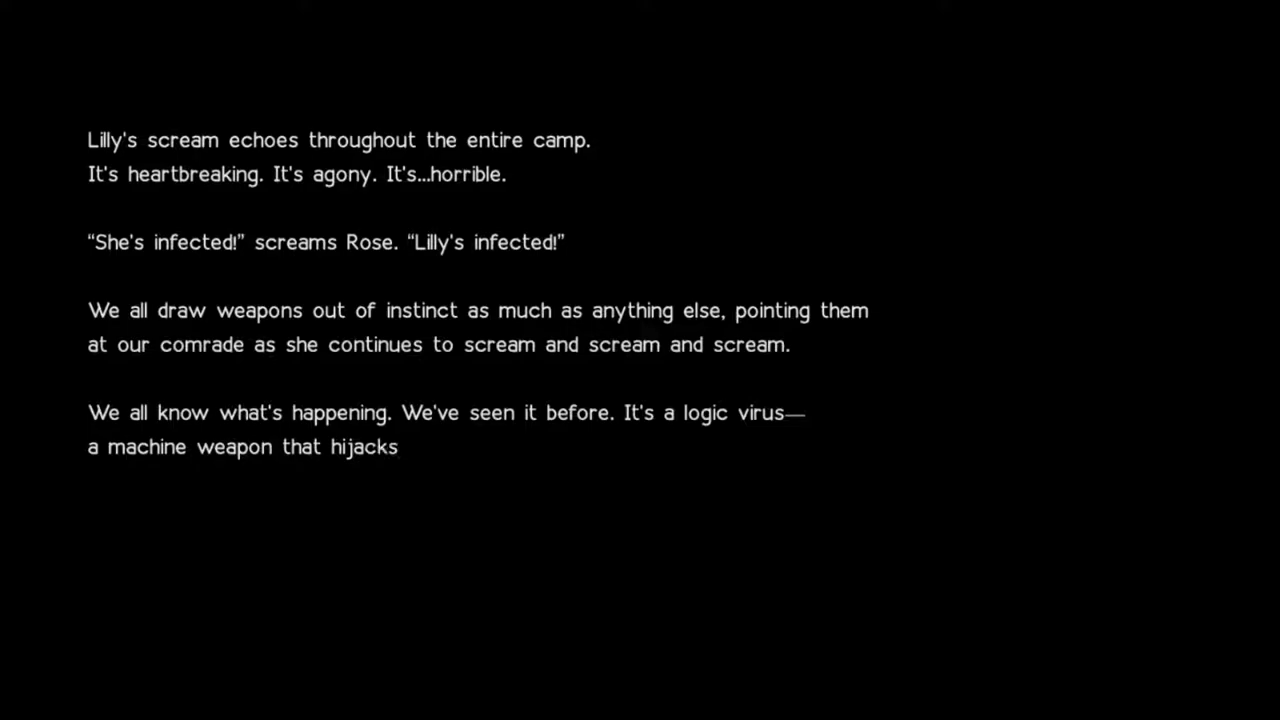 Lilly's scream echoes throughout the entire camp.
It's heartbreaking. It's agony. It's...horrible.
“She's infected!” screams Rose. “Lilly's infected!”
We all draw weapons out of instinct as much as anything else, pointing them
at our comrade as she continues to scream and scream and scream.
We all know what's happening. We've seen it before. It's a logic virus—
a machine weapon that hijacks